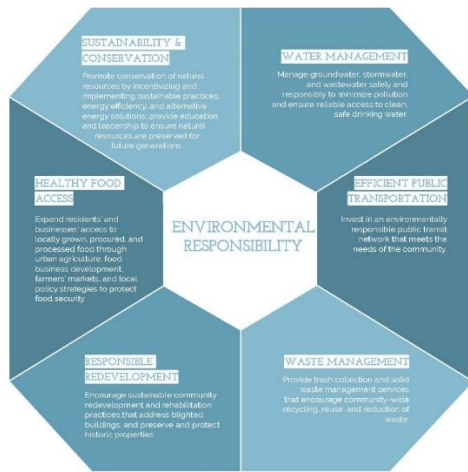 SUSTAINABILITY &
CONSERVATION
Promote conservation of natural
resources by incentivizing and
implementing sustainable practices,
energy efficiency, and alternative
energy solutions; provide education
and leadership to ensure natural
resources are preserved for
future generations.
WATER MANAGEMENT
Manage groundwater, stormwater,
and wastewater safely and
responsibly to minimize pollution
and ensure reliable access to clean,
safe drinking water.
HEALTHY FOOD
ACCESS
Expand residents' and
businesses' access to
locally grown, procured, and
processed food through
urban agriculture, food
business development,
farmers' markets, and local
policy strategies to protect
food security.
ENVIRONMENTAL
RESPONSIBILITY
EFFICIENT PUBLIC
TRANSPORTATION
Invest in an environmentally
responsible public transit
network that meets the
needs of the community.
RESPONSIBLE
REDEVELOPMENT
Encourage sustainable community
redevelopment and rehabilitation
practices that address blighted
buildings, and preserve and protect
historic properties.
WASTE MANAGEMENT
Provide trash collection and solid
waste management services
that encourage community-wide
recycling, reuse, and reduction of
waste.